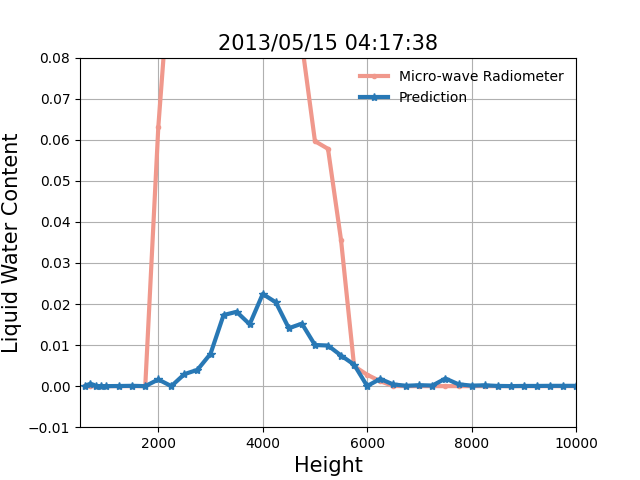 2013/05/15 04:17:38
Micro-wave Radiometer
Prediction
Liquid Water Content
0.08
0.07
0.06
0.05
0.04
0.03
0.02
0.01
0.00
−0.01
2000 4000 6000 8000 10000
Height